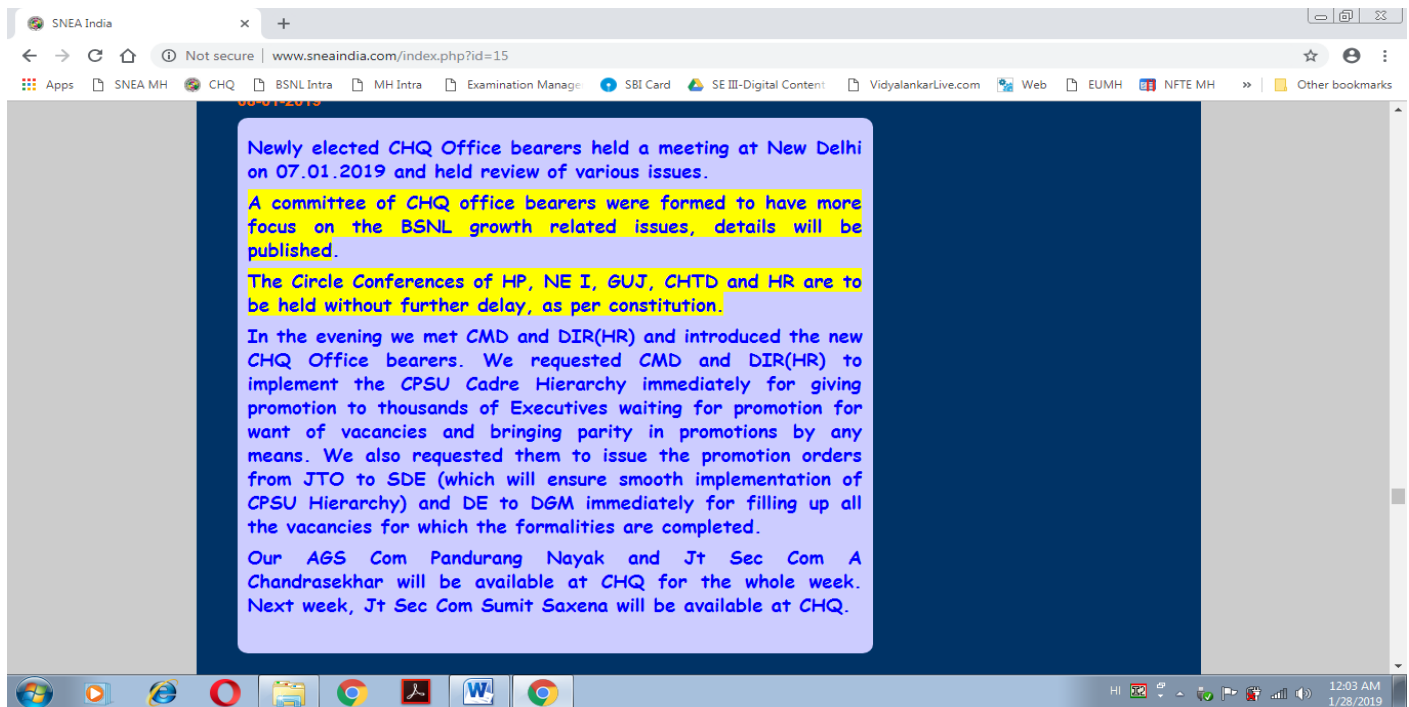 SNEA India
Not secure | www.sneaindia.com/index.php?id=15
Apps SNEA MH CHQ BSNL Intra MH Intra Examination Manage SBI Card SE III-Digital Content VidyalankarLive.com Web EUMH NFTE MH » Other bookmarks
08-01-2019
Newly elected CHQ Office bearers held a meeting at New Delhi
on 07.01.2019 and held review of various issues.
A committee of CHQ office bearers were formed to have more
focus on the BSNL growth related issues, details will be
published.
The Circle Conferences of HP, NE I, GUJ, CHTD and HR are to
be held without further delay, as per constitution.
In the evening we met CMD and DIR(HR) and introduced the new
CHQ Office bearers. We requested CMD and DIR(HR) to
implement the CPSU Cadre Hierarchy immediately for giving
promotion to thousands of Executives waiting for promotion for
want of vacancies and bringing parity in promotions by any
means. We also requested them to issue the promotion orders
from JTO to SDE (which will ensure smooth implementation of
CPSU Hierarchy) and DE to DGM immediately for filling up all
the vacancies for which the formalities are completed.
Our AGS Com Pandurang Nayak and Jt Sec Com A
Chandrasekhar will be available at CHQ for the whole week.
Next week, Jt Sec Com Sumit Saxena will be available at CHQ.
HI
12:03 AM
1/28/2019